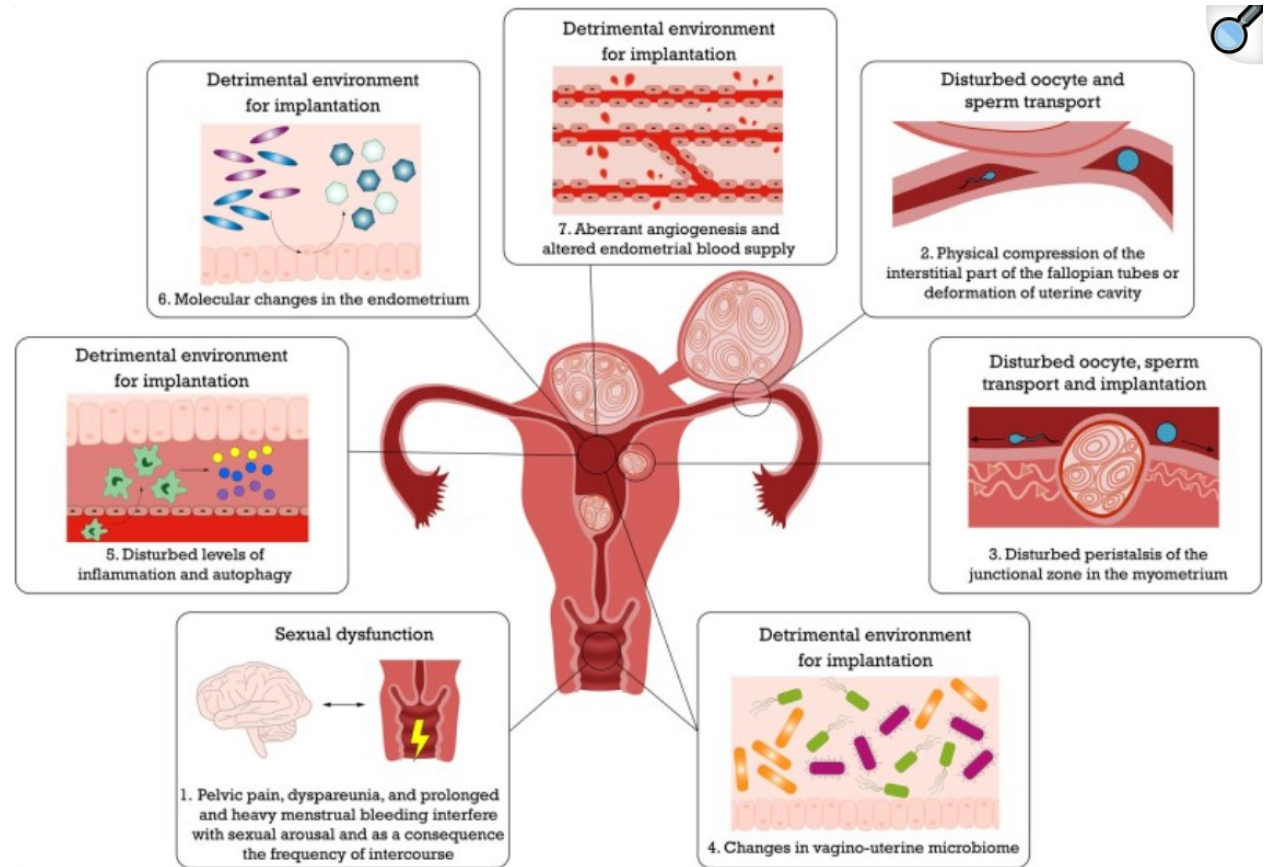 Detrimental environment
for implantation
7. Aberrant angiogenesis and
altered endometrial blood supply
Detrimental environment
for implantation
6. Molecular changes in the endometrium
Disturbed oocyte and
sperm transport
2. Physical compression of the
interstitial part of the fallopian tubes or
deformation of uterine cavity
Detrimental environment
for implantation
5. Disturbed levels of
inflammation and autophagy
Disturbed oocyte, sperm
transport and implantation
3. Disturbed peristalsis of the
junctional zone in the myometrium
Sexual dysfunction
1. Pelvic pain, dyspareunia, and prolonged
and heavy menstrual bleeding interfere
with sexual arousal and as a consequence
the frequency of intercourse
Detrimental environment
for implantation
4. Changes in vagino-uterine microbiome